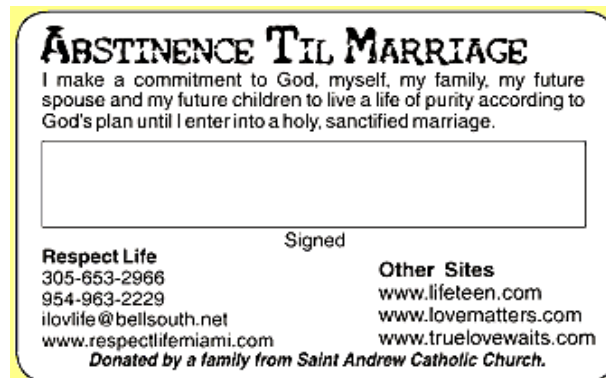 ABSTINENCE TIL MARRIAGE
I make a commitment to God, myself, my family, my future
spouse and my future children to live a life of purity according to
God's plan until I enter into a holy, sanctified marriage.
Signed
Respect Life
305-653-2966
954-963-2229
ilovlife@bellsouth.net
www.respectlifemiami.com
Other Sites
www.lifeteen.com
www.lovematters.com
www.truelovewaits.com
Donated by a family from Saint Andrew Catholic Church.